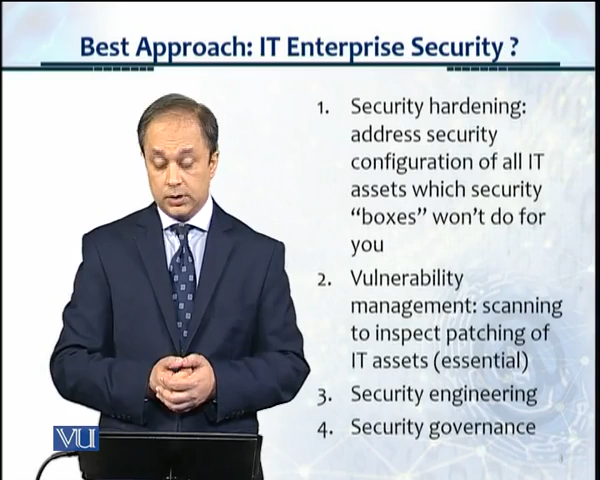 Best Approach: IT Enterprise Security ?
1. Security hardening:
address security
configuration of all IT
assets which security
“boxes” won’t do for
you
2. Vulnerability
management: scanning
to inspect patching of
IT assets (essential)
3. Security engineering
4. Security governance
VU